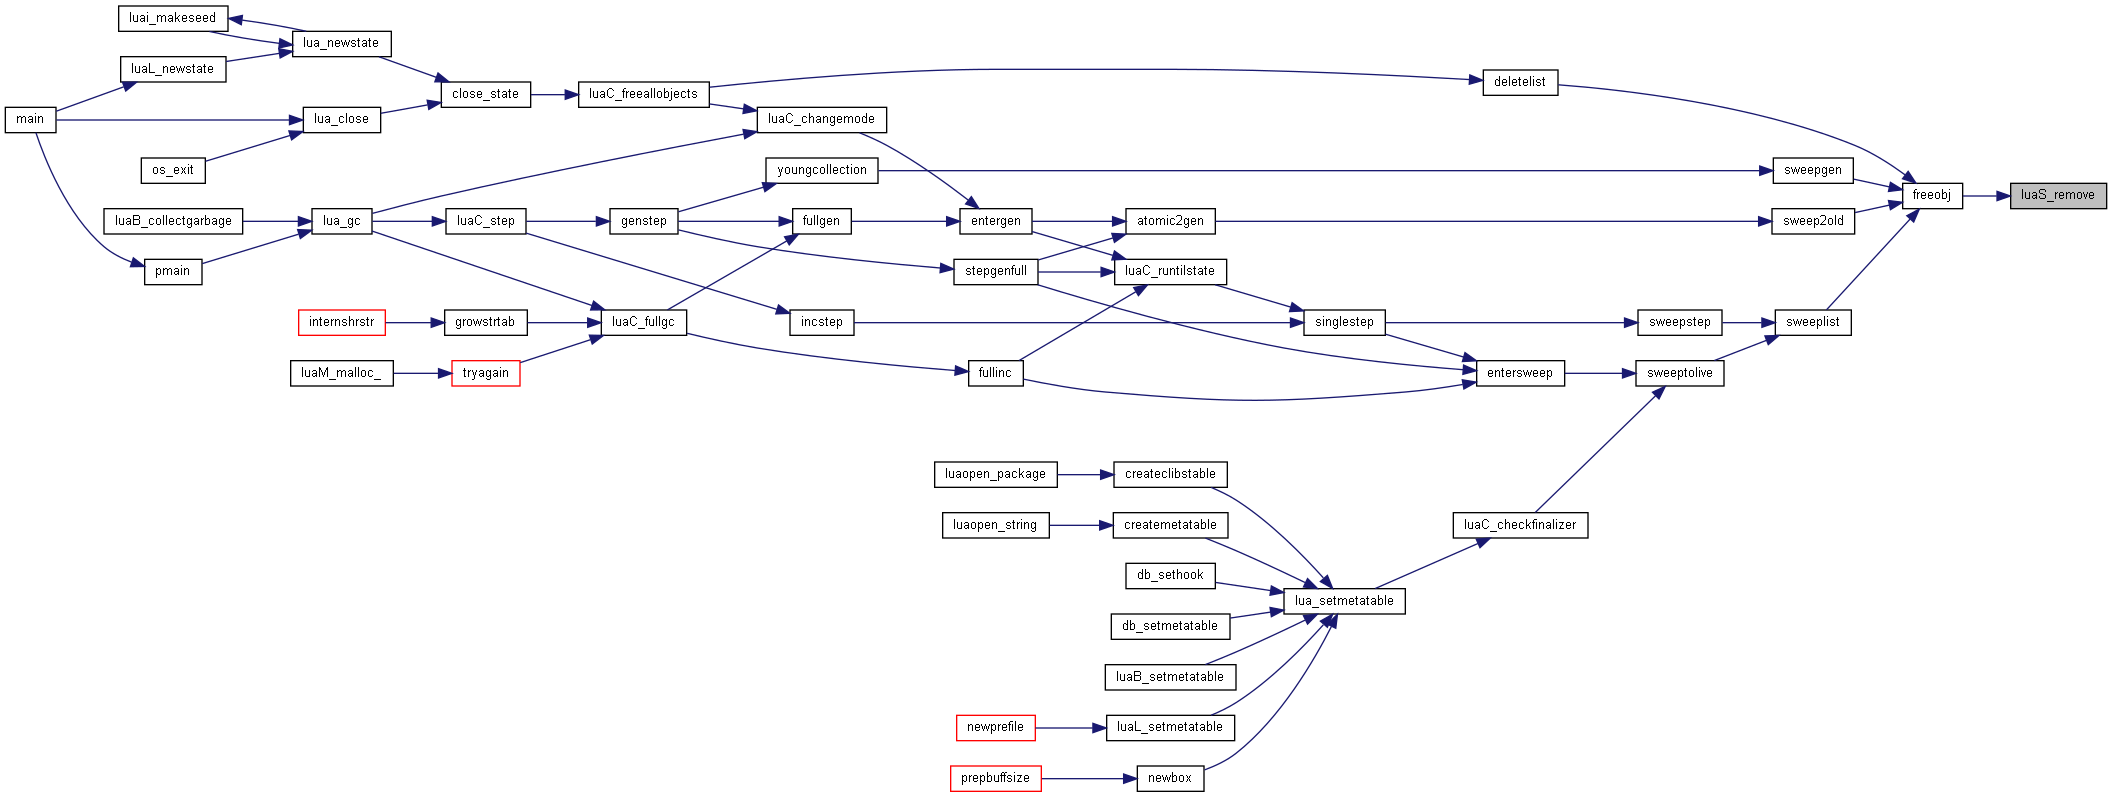 luai_makeseed
lua_newstate
luaL_newstate
deletelist
close_state
luaC_freeallobjects
main
lua_close
luaC_changemode
os_exit
youngcollection
sweepgen
freeobj
luaS_remove
luaB_collectgarbage
lua_gc
luaC_step
genstep
fullgen
entergen
atomic2gen
sweep2old
pmain
stepgenfull
luaC_runtilstate
internshrstr
growstrtab
luaC_fullgc
incstep
singlestep
sweepstep
sweeplist
luaM_malloc_
tryagain
fullinc
entersweep
sweeptolive
luaopen_package
createclibstable
luaopen_string
createmetatable
luaC_checkfinalizer
db_sethook
lua_setmetatable
db_setmetatable
luaB_setmetatable
newprefile
luaL_setmetatable
prepbuffsize
newbox